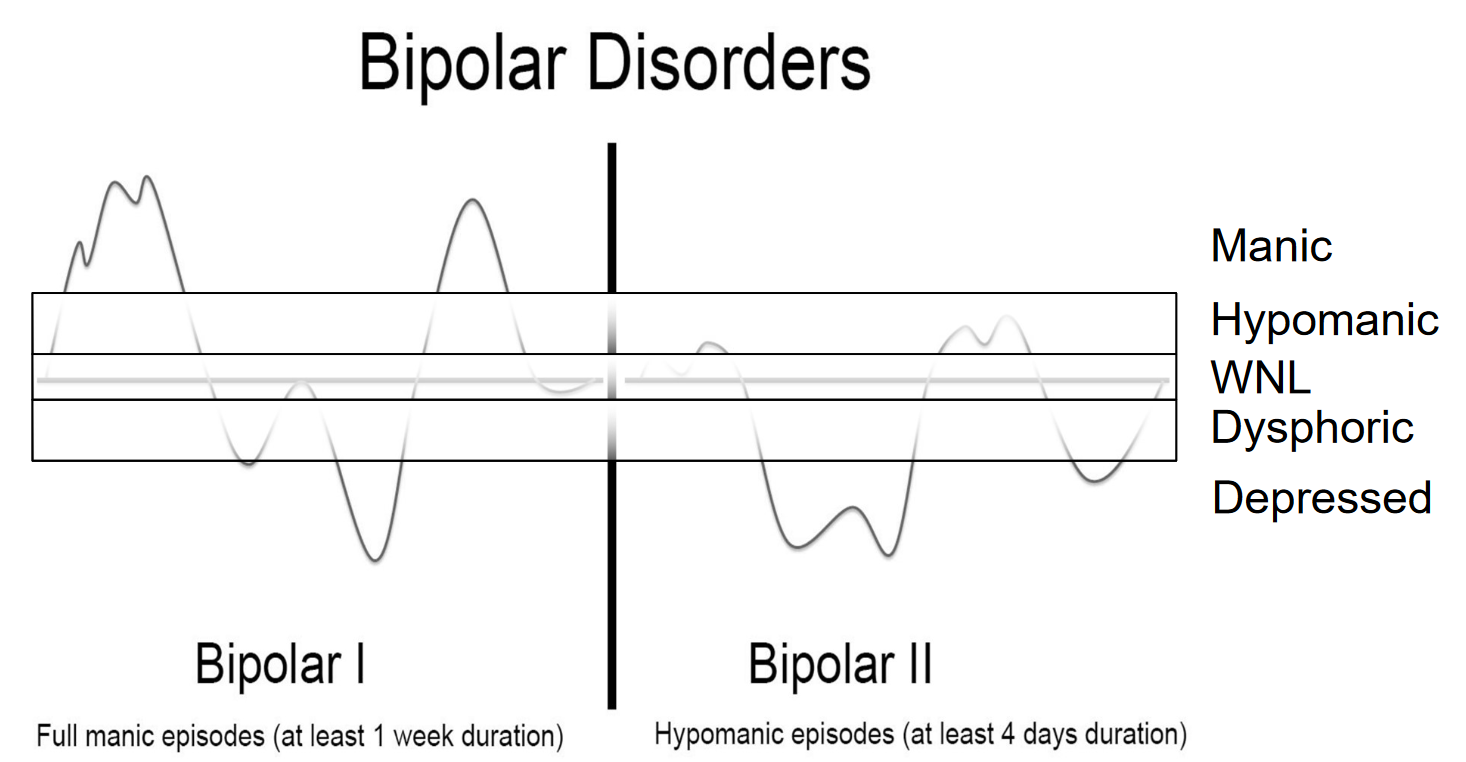 Bipolar Disorders
Manic
Hypomanic
WNL
Dysphoric
Depressed
Bipolar I
Bipolar II
Full manic episodes (at least 1 week duration)
Hypomanic episodes (at least 4 days duration)